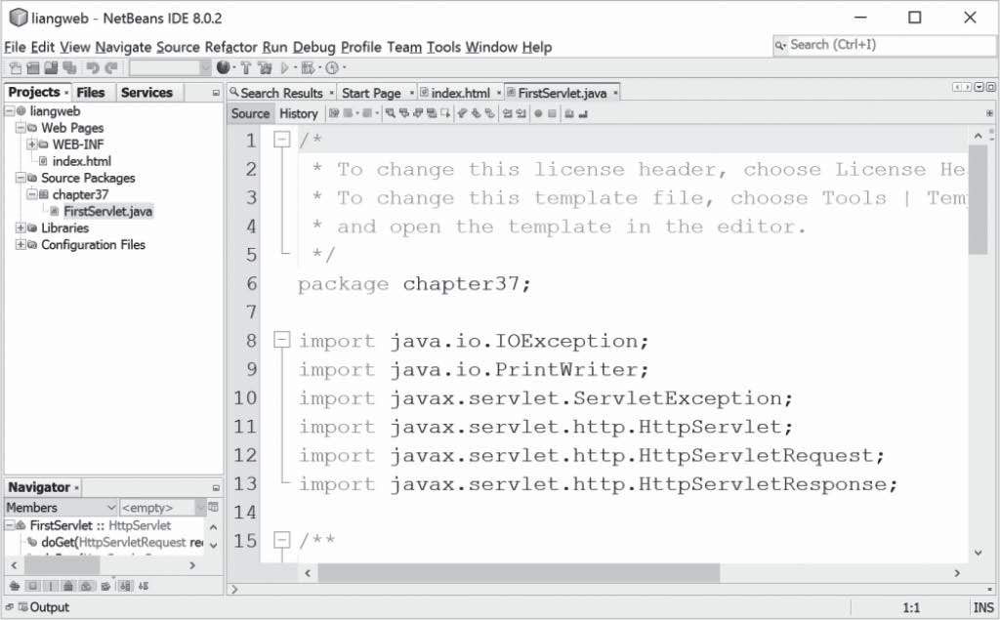 liangweb - NetBeans IDE 8.0.2
File Edit View Navigate Source Refactor Run Debug Profile Team Tools Window Help
Search (Ctrl+I)
Projects Files Services
liangweb
Web Pages
WEB-INF
index.html
Source Packages
chapter37
FirstServlet.java
Libraries
Configuration Files
Navigator
Members <empty>
FirstServlet :: HttpServlet
doGet(HttpServletRequest re
Search Results Start Page index.html FirstServlet.java
Source History
1 /*
2 * To change this license header, choose License He
3 * To change this template file, choose Tools | Tem
4 * and open the template in the editor.
5 */
6 package chapter37;
7
8 import java.io.IOException;
9 import java.io.PrintWriter;
10 import javax.servlet.ServletException;
11 import javax.servlet.http.HttpServlet;
12 import javax.servlet.http.HttpServletRequest;
13 import javax.servlet.http.HttpServletResponse;
14
15 /**
Output
1:1 INS